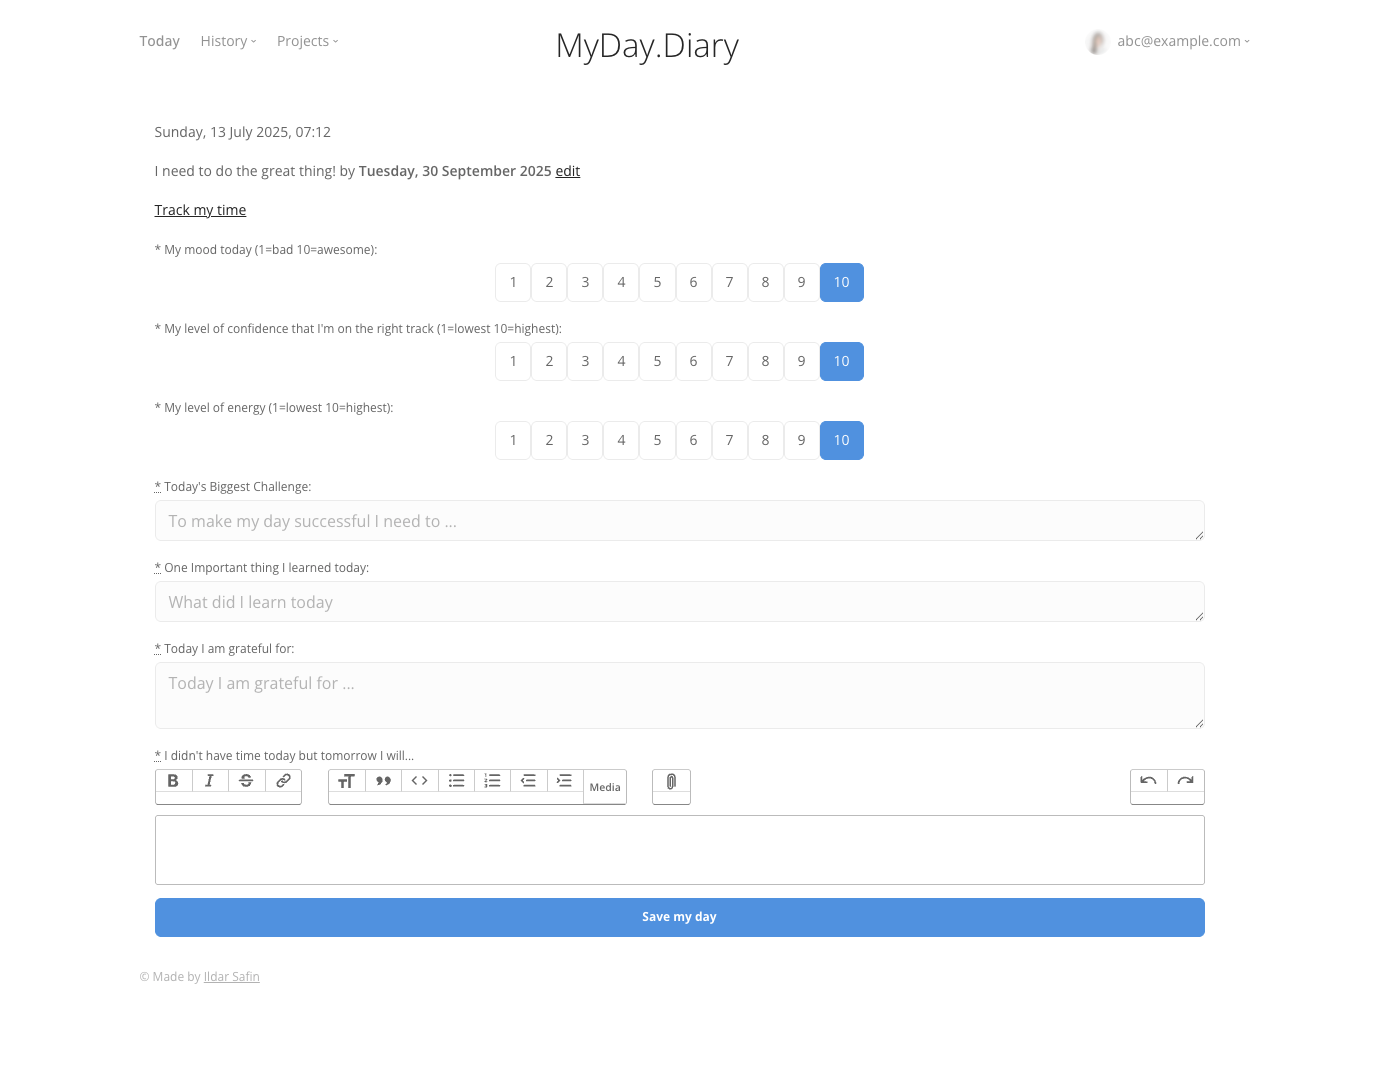 Today History Projects MyDay.Diary abc@example.com
Sunday, 13 July 2025, 07:12
I need to do the great thing! by Tuesday, 30 September 2025 edit
Track my time
* My mood today (1=bad 10=awesome):
1 2 3 4 5 6 7 8 9 10
* My level of confidence that I'm on the right track (1=lowest 10=highest):
1 2 3 4 5 6 7 8 9 10
* My level of energy (1=lowest 10=highest):
1 2 3 4 5 6 7 8 9 10
* Today's Biggest Challenge:
To make my day successful I need to ...
* One Important thing I learned today:
What did I learn today
* Today I am grateful for:
Today I am grateful for ...
* I didn't have time today but tomorrow I will...
Media
Save my day
© Made by Ildar Safin